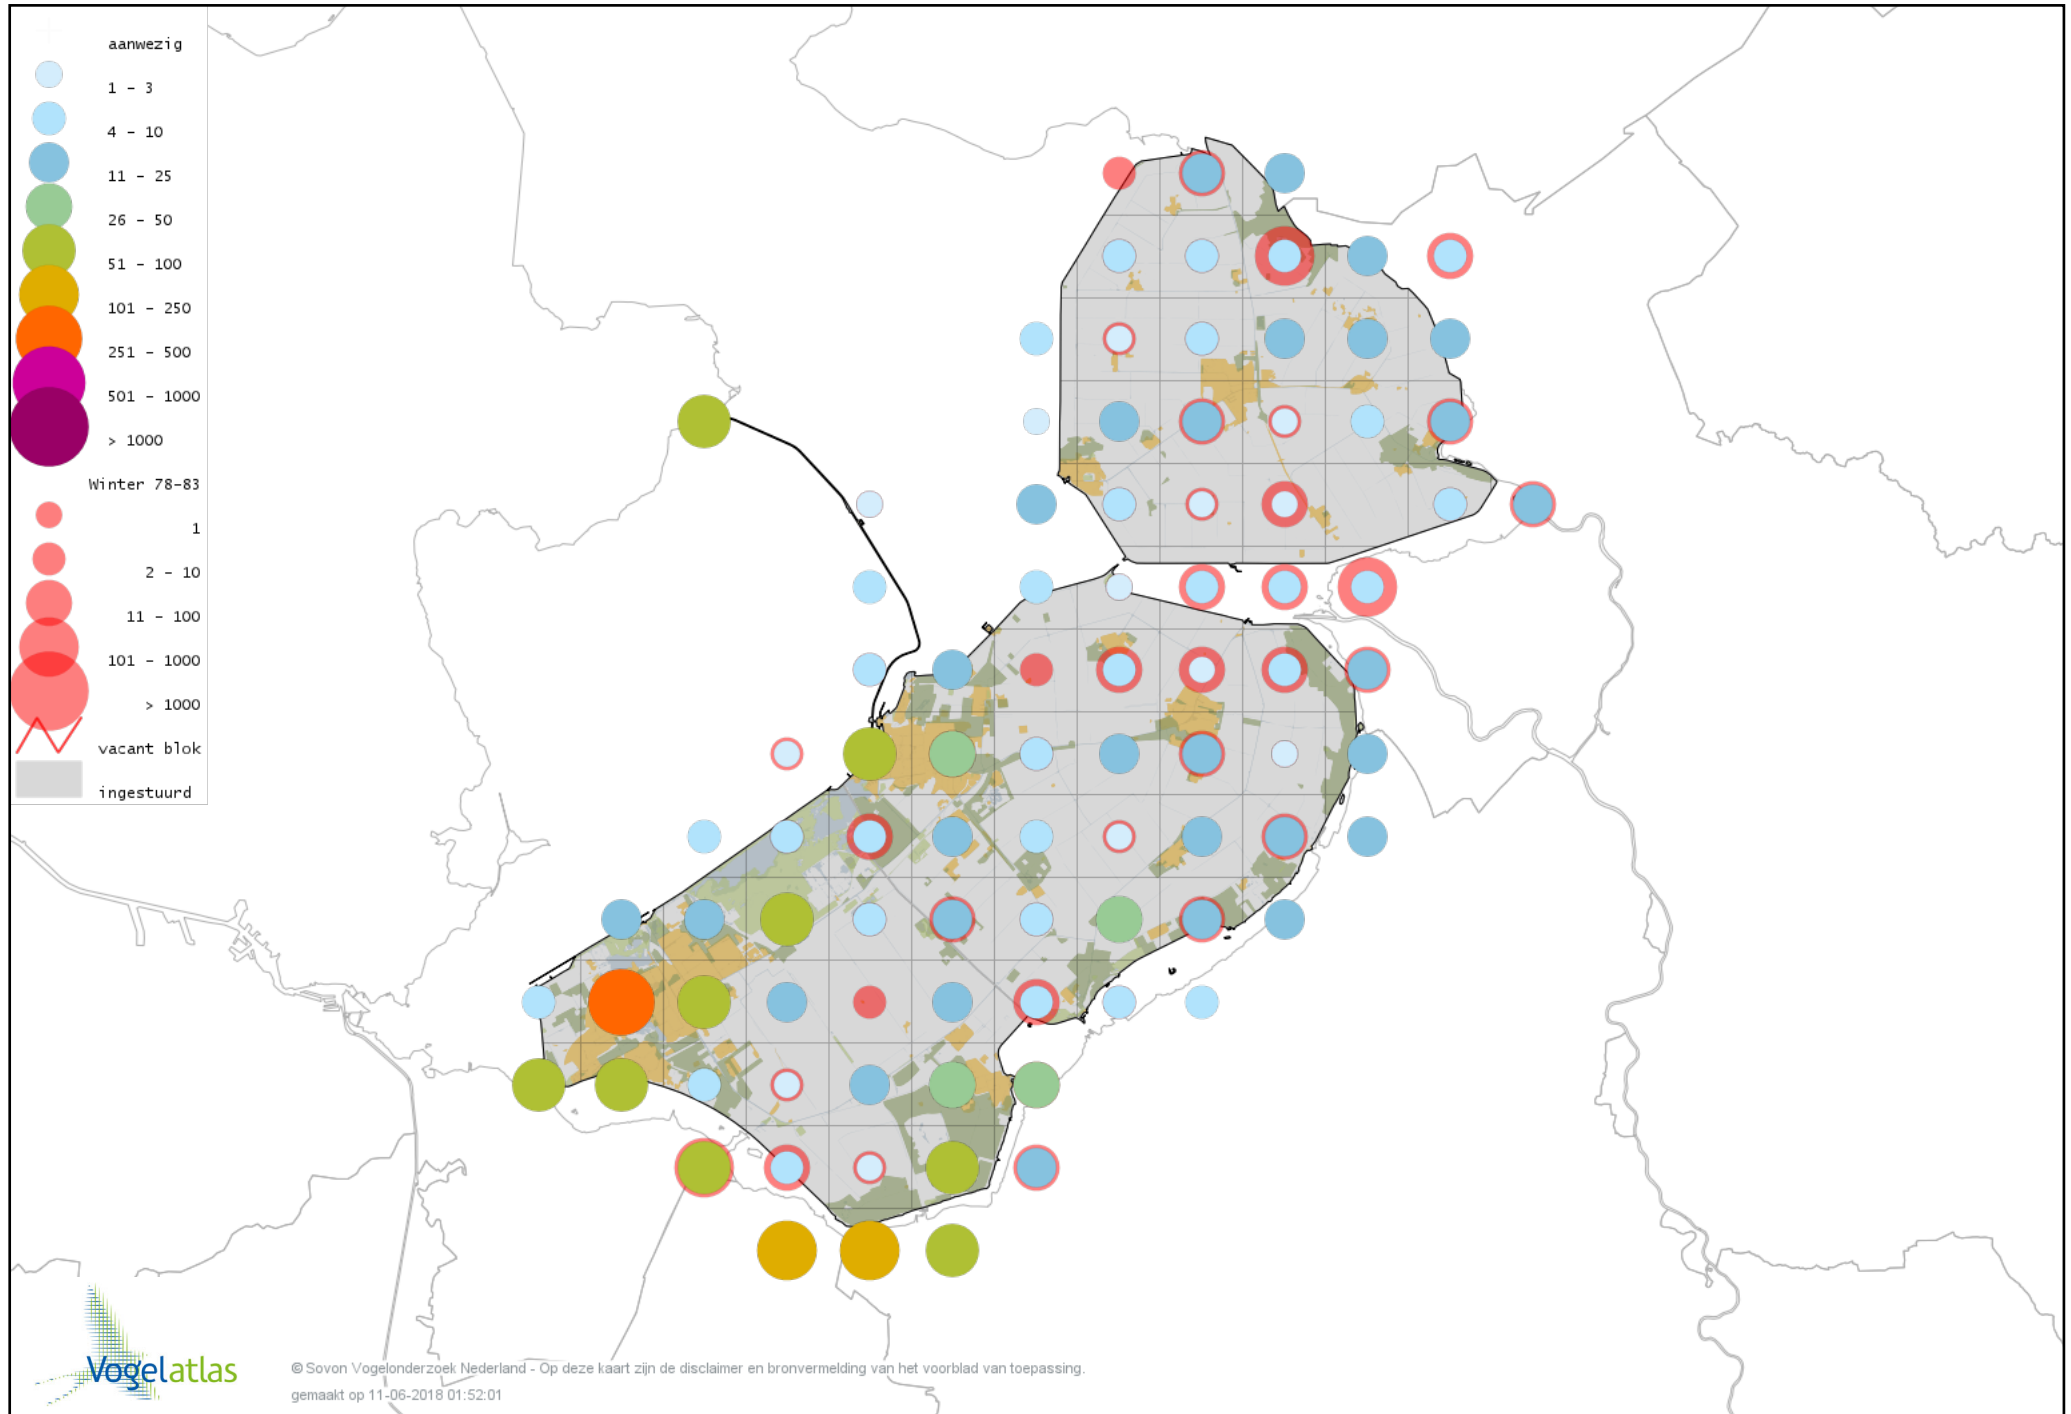 aanwezig
1 - 3
4 - 10
11 - 25
26 - 50
51 - 100
101 - 250
251 - 500
501 - 1000
> 1000
Winter 78-83
1
2 - 10
11 - 100
101 - 1000
> 1000
vacant blok
ingestuurd
Vogelatlas
© Sovon Vogelonderzoek Nederland - Op deze kaart zijn de disclaimer en bronvermelding van het voorblad van toepassing.
gemaakt op 11-06-2018 01:52:01